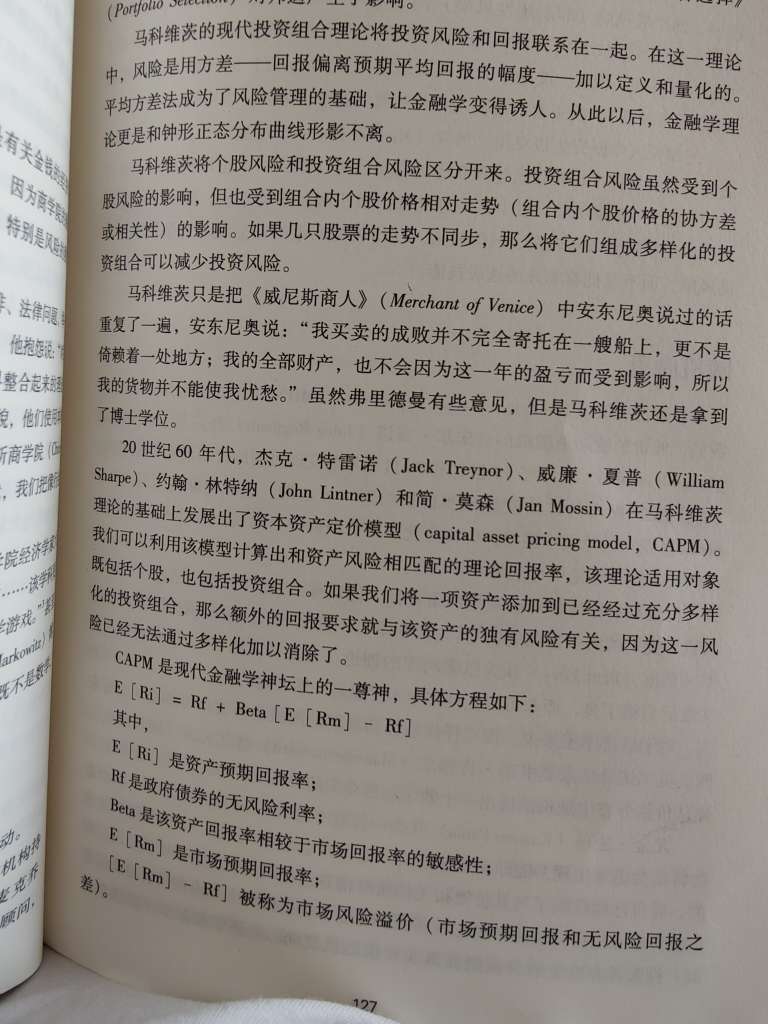 (Portfolio Selection)
马科维茨的现代投资组合理论将投资风险和回报联系在一起。在这一理论
中，风险是用方差——回报偏离预期平均回报的幅度——加以定义和量化的。
平均方差法成为了风险管理的基础，让金融学变得诱人。从此以后，金融学理
论更是和钟形正态分布曲线形影不离。
马科维茨将个股风险和投资组合风险区分开来。投资组合风险虽然受到个
股风险的影响，但也受到组合内个股价格相对走势（组合内个股价格的协方差
或相关性）的影响。如果几只股票的走势不同步，那么将它们组成多样化的投
资组合可以减少投资风险。
马科维茨只是把《威尼斯商人》（Merchant of Venice）中安东尼奥说过的话
重复了一遍，安东尼奥说：“我买卖的成败并不完全寄托在一艘船上，更不是
倚赖着一处地方；我的全部财产，也不会因为这一年的盈亏而受到影响，所以
我的货物并不能使我忧愁。”虽然弗里德曼有些意见，但是马科维茨还是拿到
了博士学位。
20世纪60年代，杰克·特雷诺（Jack Treynor）、威廉·夏普（William
Sharpe）、约翰·林特纳（John Lintner）和简·莫森（Jan Mossin）在马科维茨
理论的基础上发展出了资本资产定价模型（capital asset pricing model，CAPM）。
我们可以利用该模型计算出和资产风险相匹配的理论回报率，该理论适用对象
既包括个股，也包括投资组合。如果我们将一项资产添加到已经经过充分多样
化的投资组合，那么额外的回报要求就与该资产的独有风险有关，因为这一风
险已经无法通过多样化加以消除了。
CAPM是现代金融学神坛上的一尊神，具体方程如下：
E［Ri］= Rf + Beta［E［Rm］- Rf］
其中，
E［Ri］是资产预期回报率；
Rf是政府债券的无风险利率；
Beta是该资产回报率相较于市场回报率的敏感性；
E［Rm］是市场预期回报率；
［E［Rm］- Rf］被称为市场风险溢价（市场预期回报和无风险回报之
差）。
127